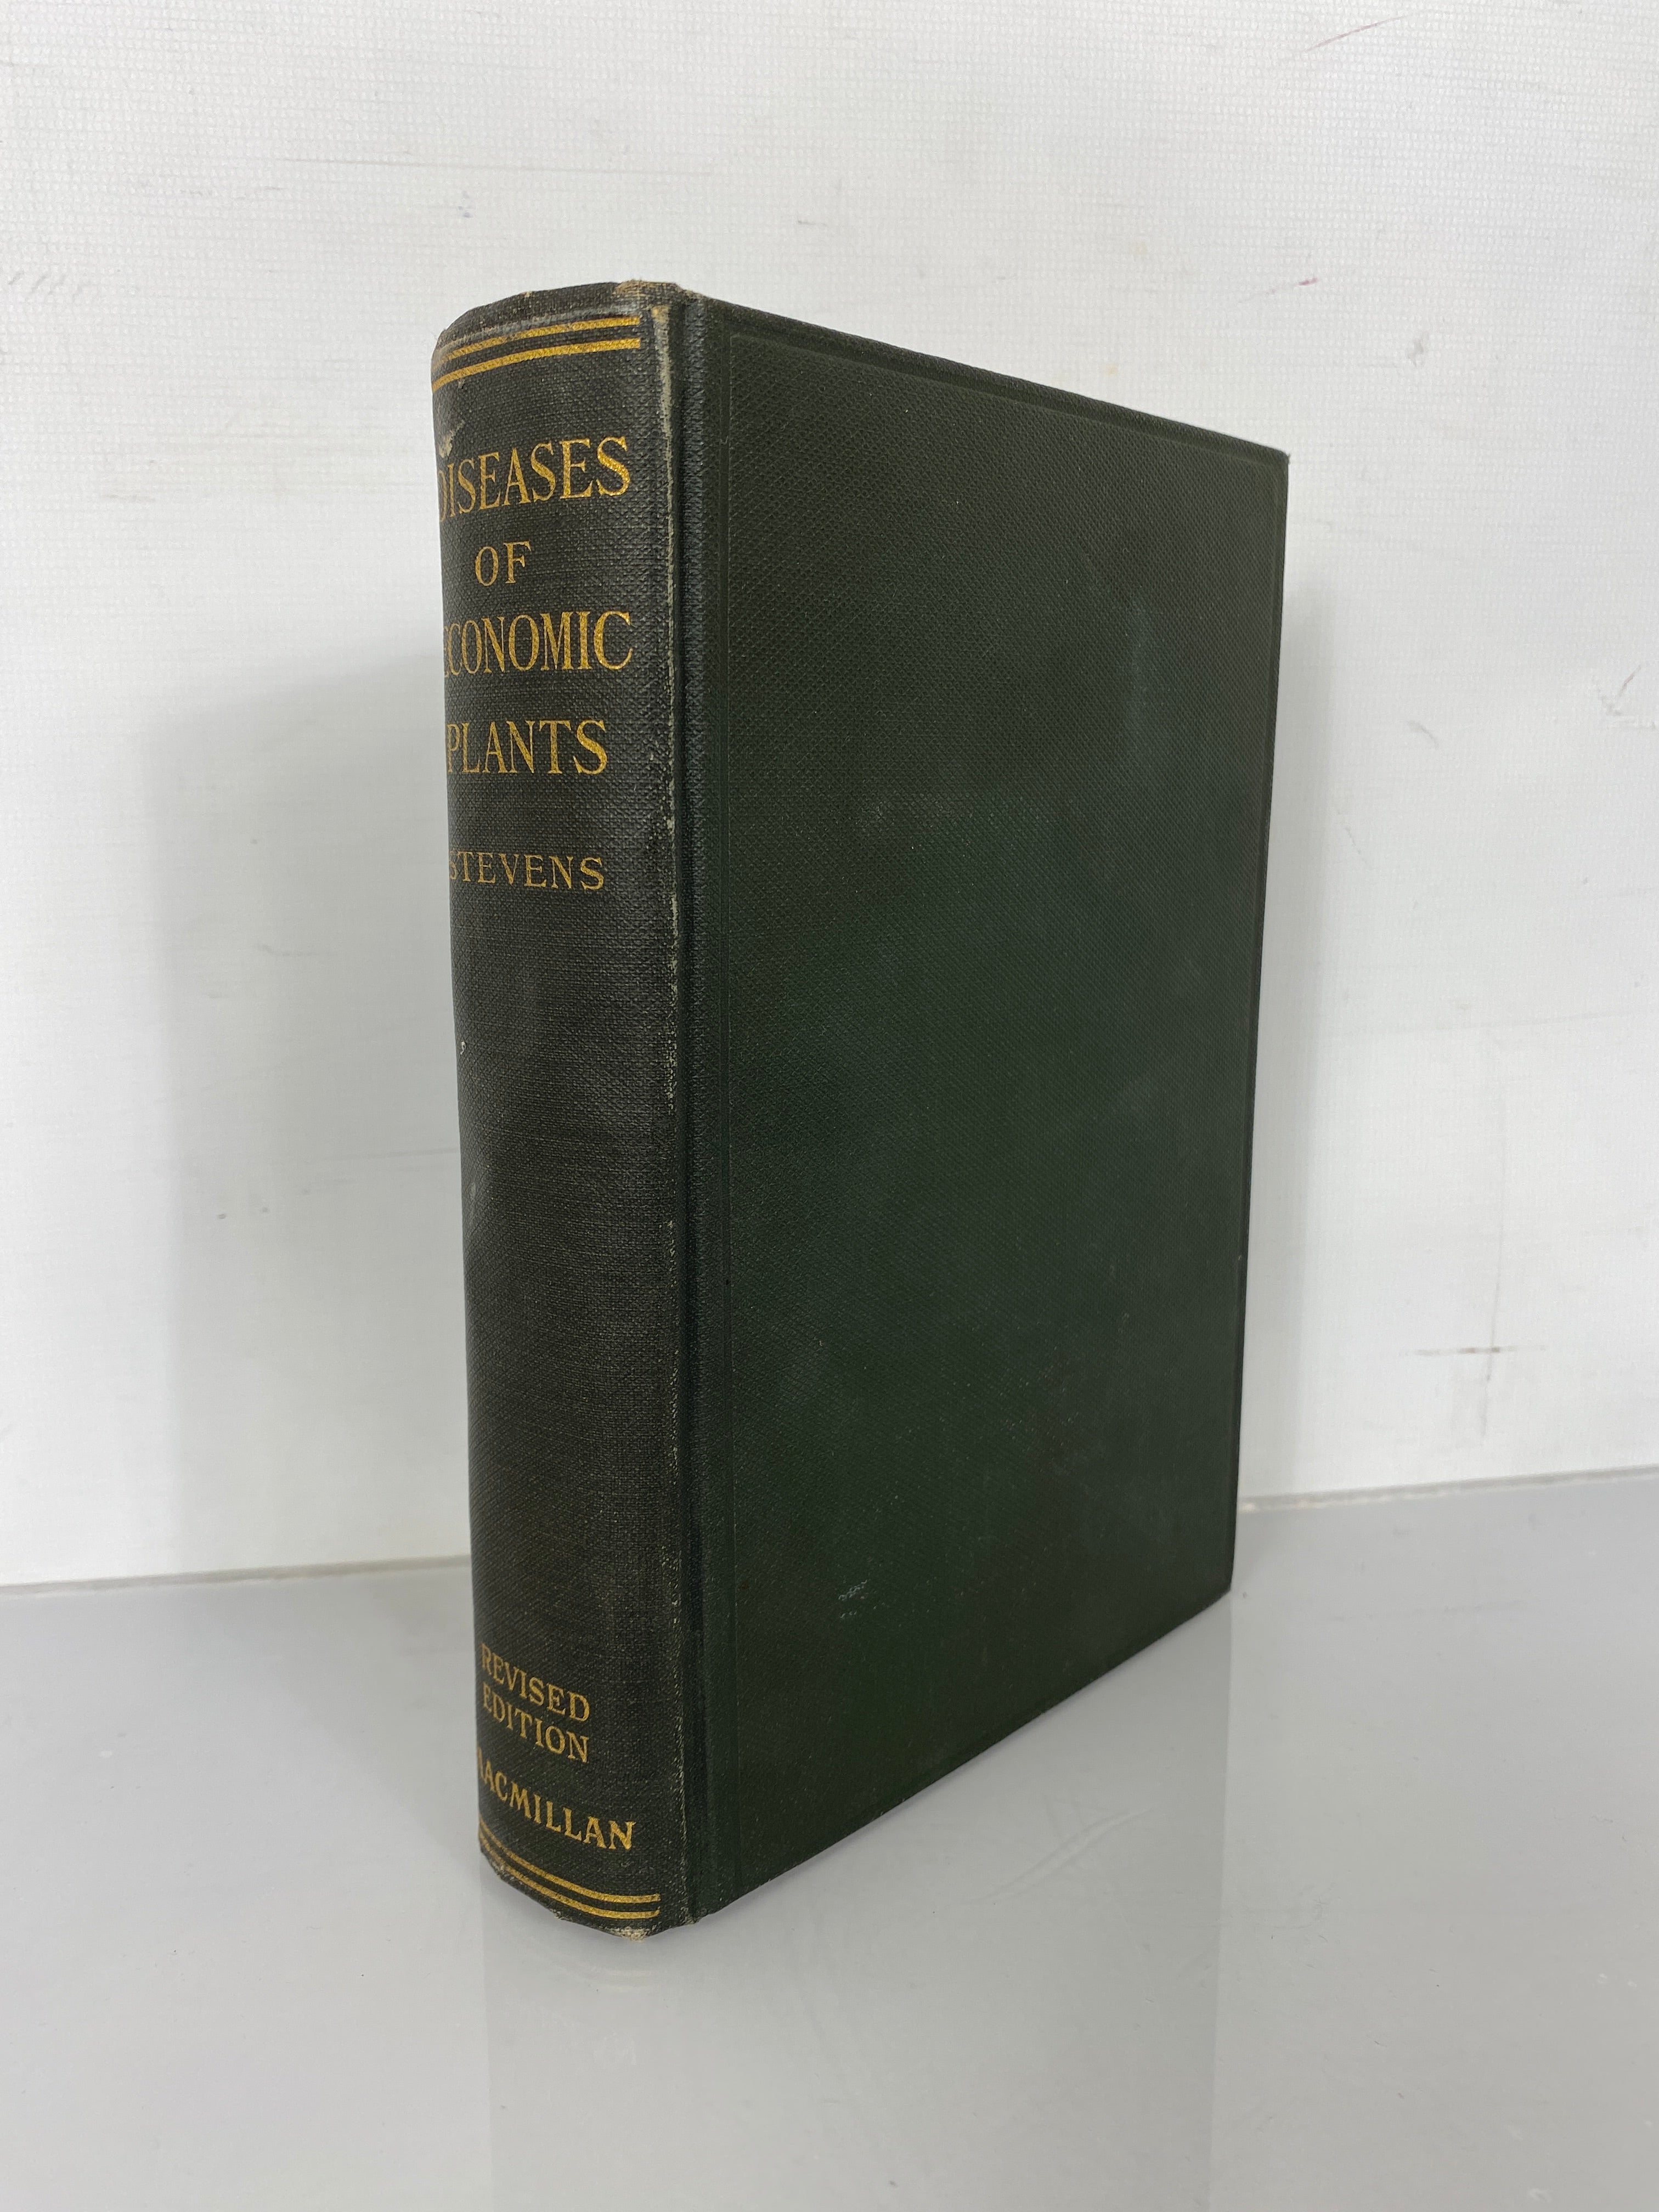 DISEASES
OF
ECONOMIC
PLANTS
STEVENS
REVISED
EDITION
MACMILLAN